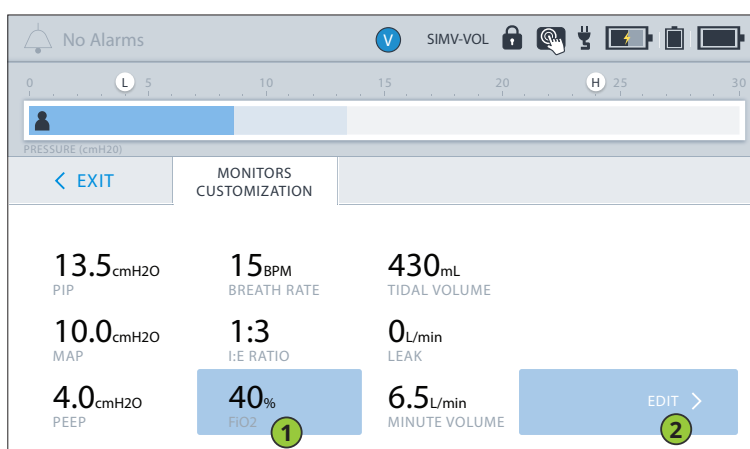 No Alarms
V SIMV-VOL
0 L 5 10 15 20 H 25 30
PRESSURE (cmH20)
EXIT
MONITORS
CUSTOMIZATION
13.5cmH2O 15BPM 430mL
PIP BREATH RATE TIDAL VOLUME
10.0cmH2O 1:3 0L/min
MAP I:E RATIO LEAK
4.0cmH2O 40% 6.5L/min EDIT
PEEP FiO2 1 MINUTE VOLUME 2